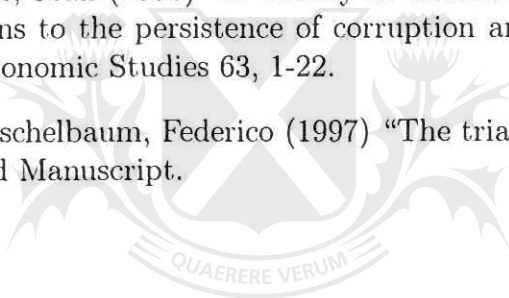 ns to the persistence of corruption an
onomic Studies 63, 1-22.
schelbaum, Federico (1997) “The tria
d Manuscript.
QUAERERE VERUM